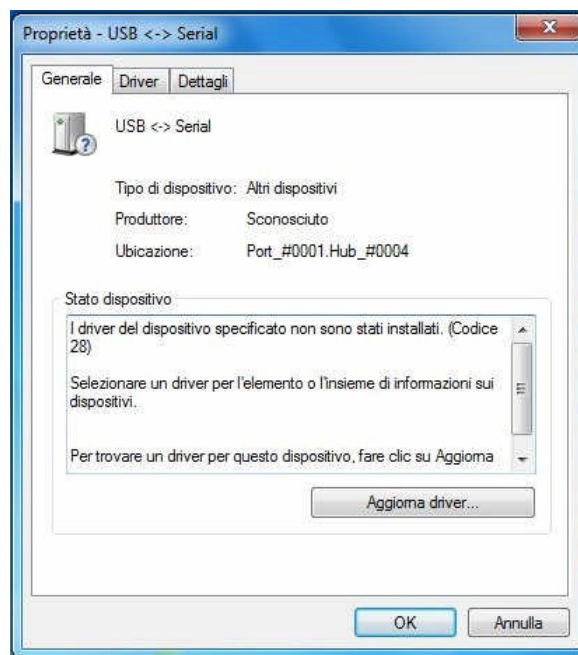 Proprietà - USB <-> Serial
Generale Driver Dettagli
USB <-> Serial
Tipo di dispositivo: Altri dispositivi
Produttore: Sconosciuto
Ubicazione: Port_#0001.Hub_#0004
Stato dispositivo
I driver del dispositivo specificato non sono stati installati. (Codice
28)
Selezionare un driver per l'elemento o l'insieme di informazioni sui
dispositivi.
Per trovare un driver per questo dispositivo, fare clic su Aggiorna
Aggiorna driver...
OK Annulla